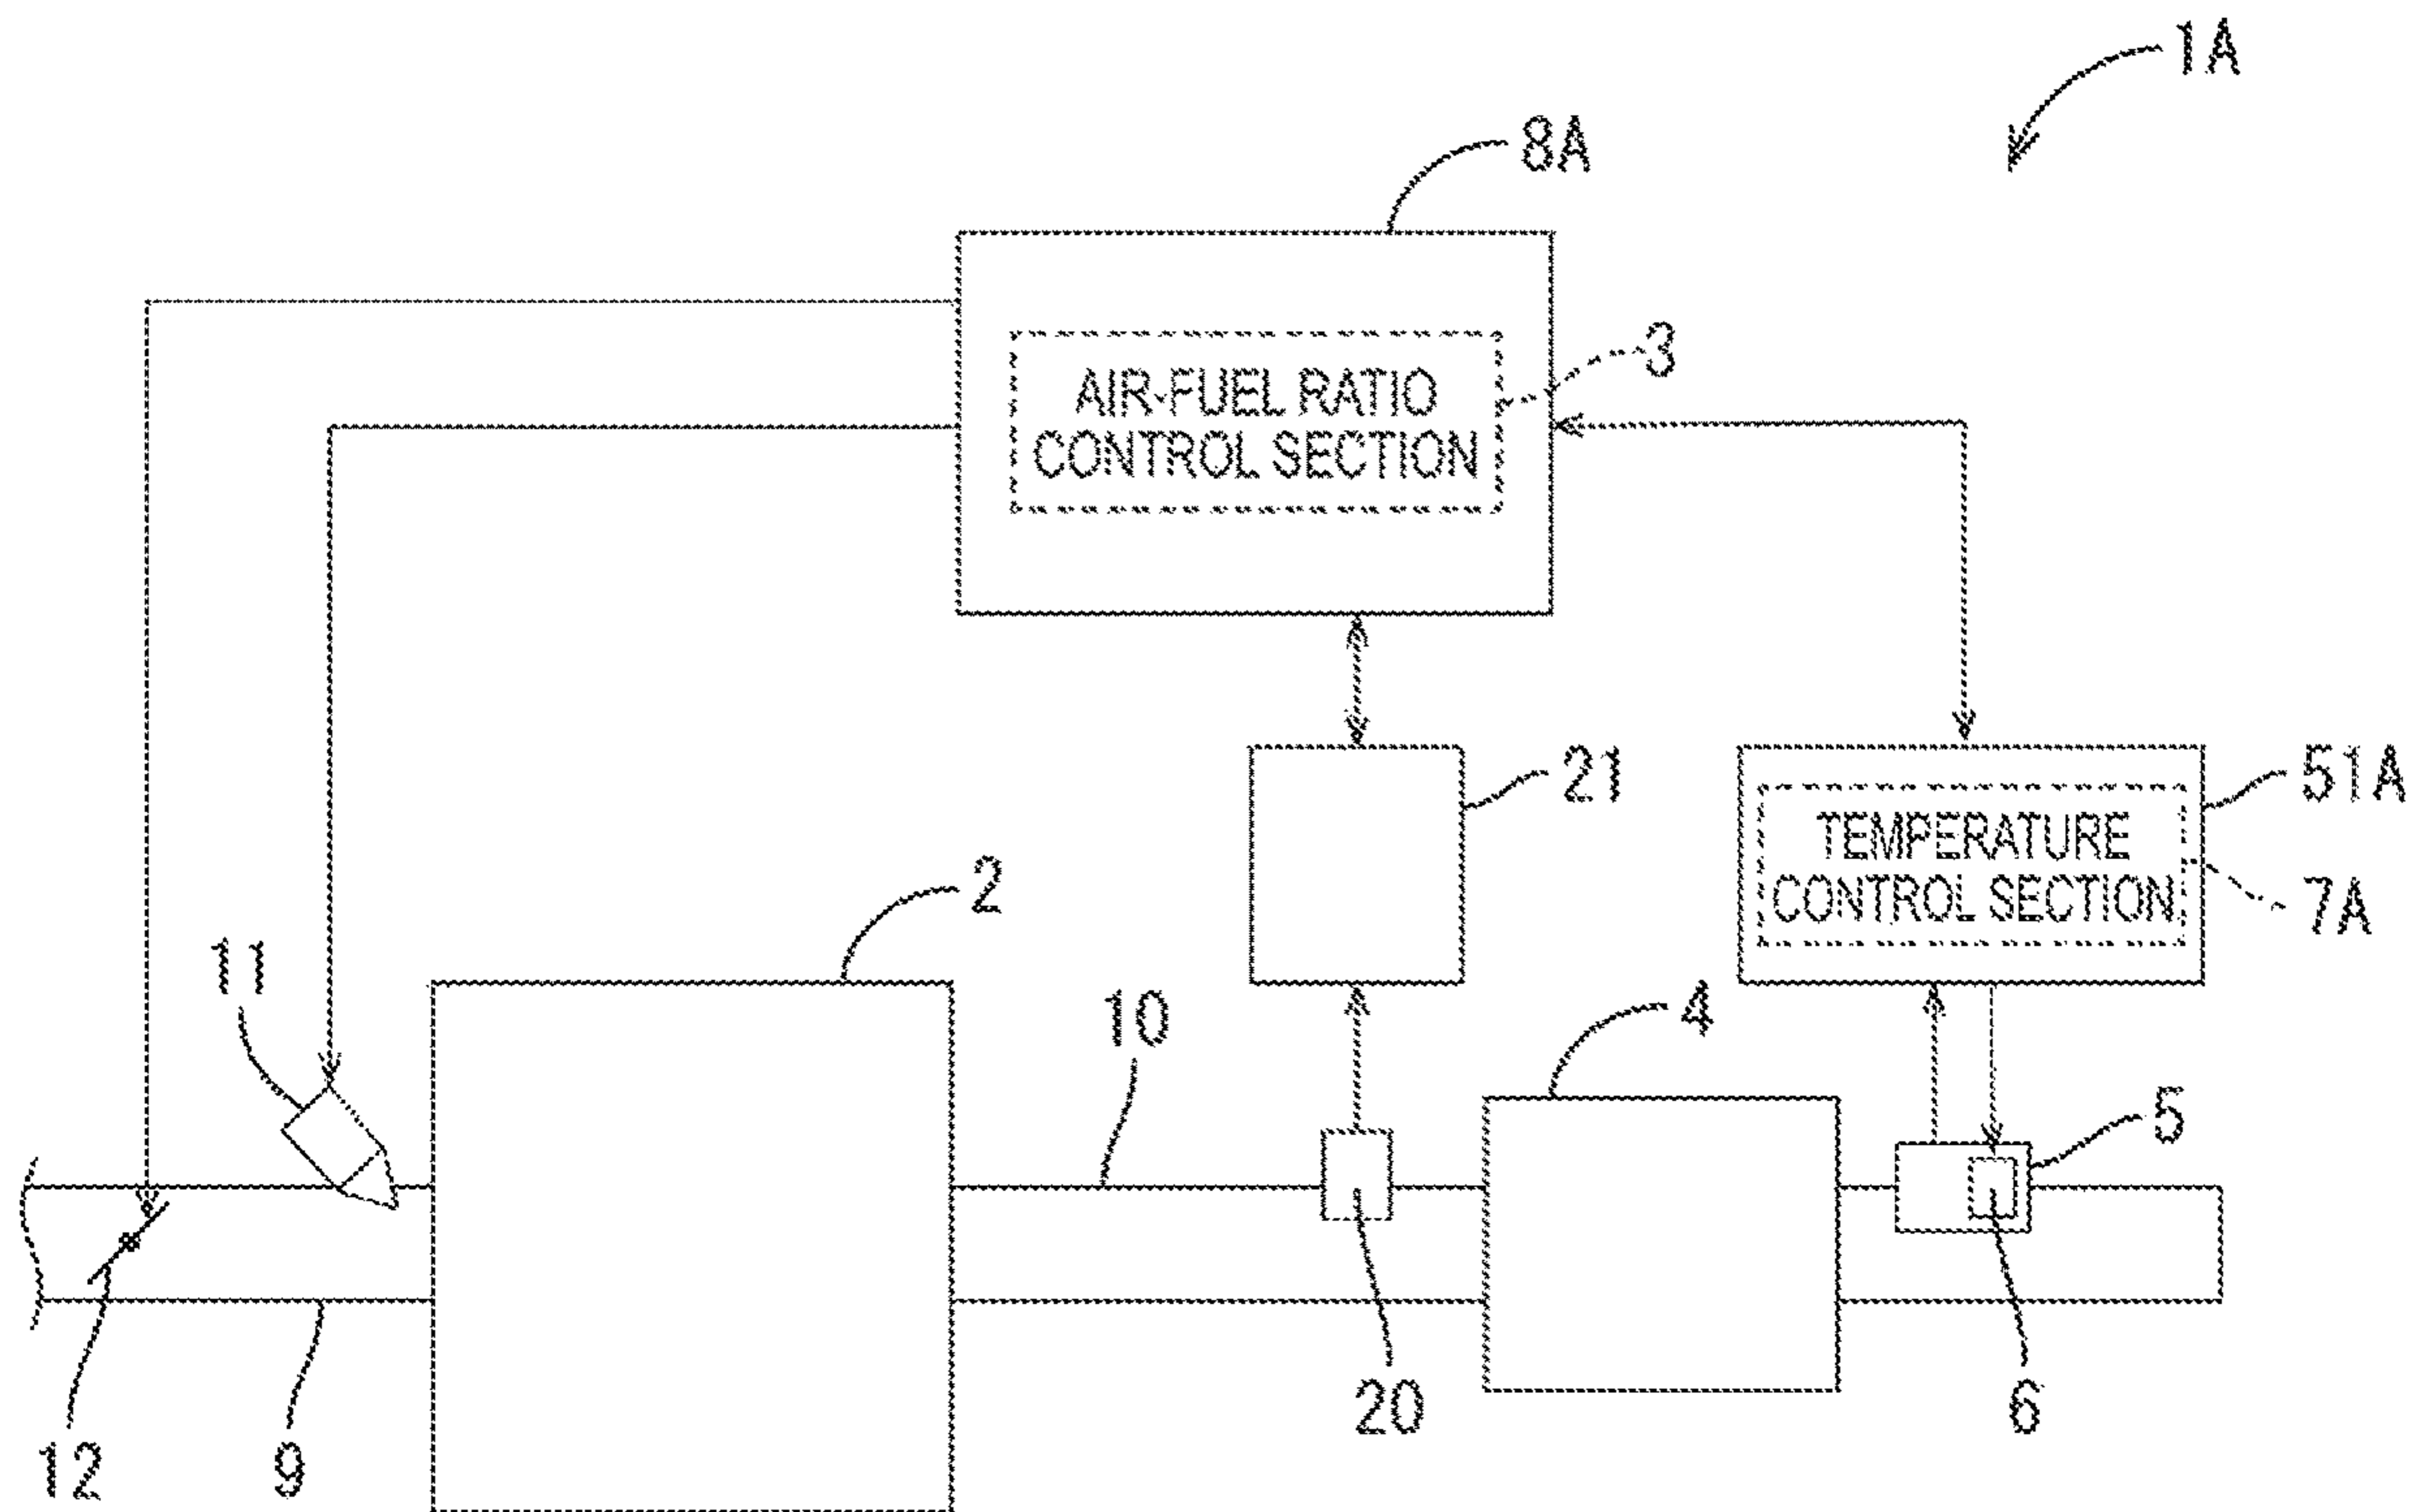 1A
8A
AIR-FUEL RATIO
CONTROL SECTION
3
21
51A
TEMPERATURE
CONTROL SECTION
7A
2
11
10
4
5
20
6
12
9